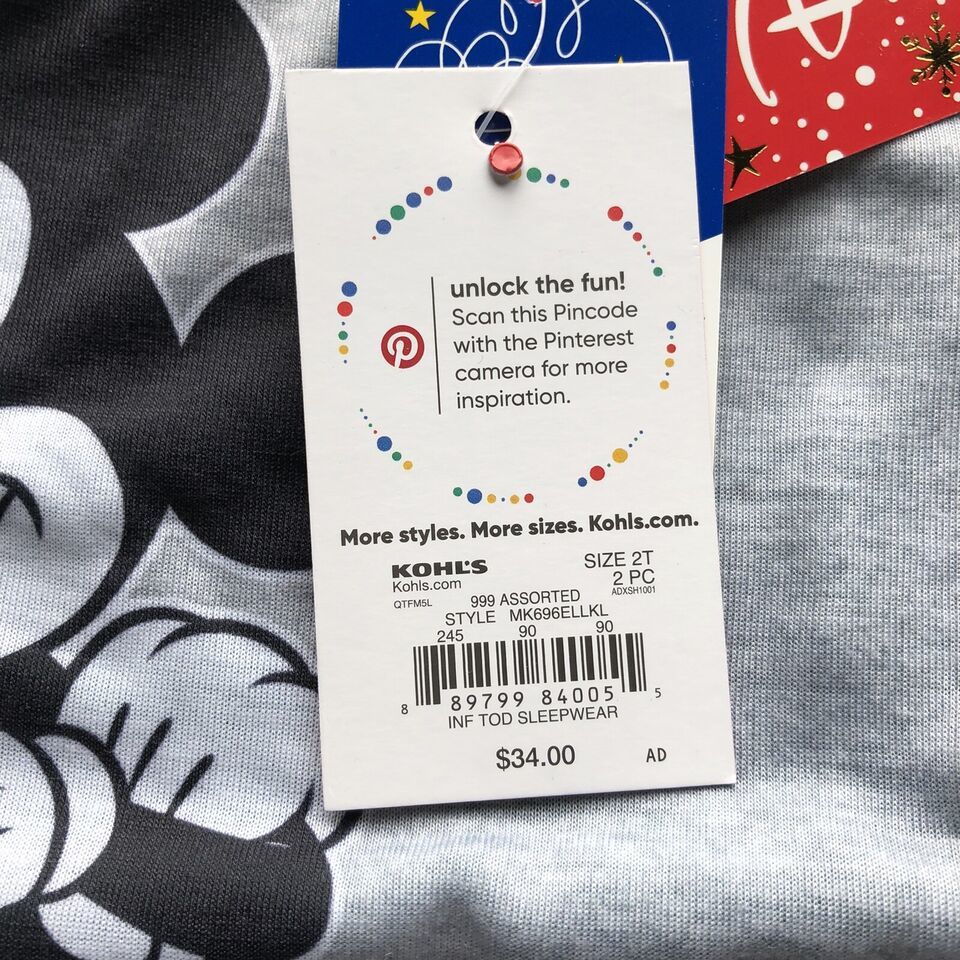 unlock the fun!
Scan this Pincode
with the Pinterest
camera for more
inspiration.
More styles. More sizes. Kohls.com.
KOHL'S SIZE 2T
Kohls.com 2 PC
QTFM5L 999 ASSORTED ADXSH1001
STYLE MK696ELLKL
245 90 90
8 89799 84005 5
INF TOD SLEEPWEAR
$34.00 AD